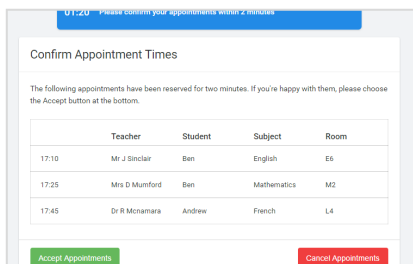 01:20 Please confirm your appointments within 2 minutes
Confirm Appointment Times
The following appointments have been reserved for two minutes. If you're happy with them, please choose
the Accept button at the bottom.
Teacher Student Subject Room
17:10 Mr J Sinclair Ben English E6
17:25 Mrs D Mumford Ben Mathematics M2
17:45 Dr R Mcnamara Andrew French L4
Accept Appointments Cancel Appointments